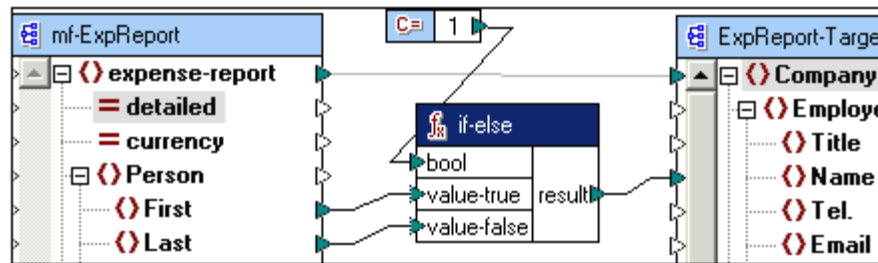 mf-ExpReport
C= 1
ExpReport-Targe
expense-report
Company
detailed
if-else
Employe
currency
bool
Title
Person
value-true
result
Name
First
value-false
Tel.
Last
Email